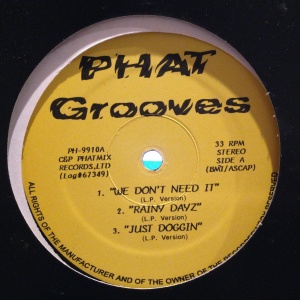 PHAT
Grooves
PH-9910A
C&P PHATMIX
RECORDS,LTD
(Log#67349)
33 RPM
STEREO
SIDE A
(BMI/ASCAP)
1. "WE DON'T NEED IT"
(L.P. Version)
2. "RAINY DAYZ"
(L.P. Version)
3. "JUST DOGGIN"
(L.P. Version)
ALL RIGHTS OF THE MANUFACTURER AND OF THE OWNER OF THE RESERVED